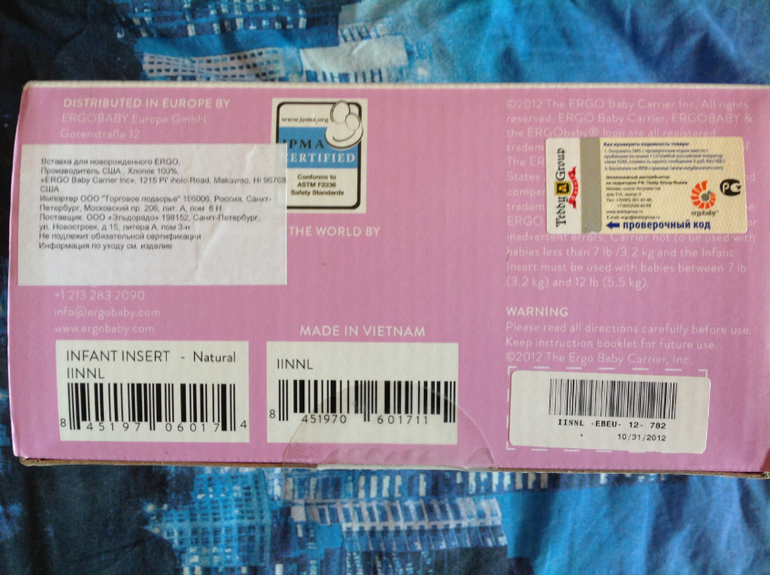 DISTRIBUTED IN EUROPE BY
ERGOBABY Europe GmbH
Gotenstraße 12
Вставка для новорожденного ERGO,
Производитель США , Хлопок 100%,
«ERGO Baby Carrier Inc», 1215 Road, Makawao, HI 96768
США
Импортер ООО "Торговое подворье" Россия, Санкт-
Петербург, Московский пр. 206, лит. А, пом 8 Н
Поставщик: ООО «Эльдорадо» 198152, Санкт-Петербург,
ул. Новостроек, д 15, литера А, пом 3-н
Не подлежит обязательной сертификации
Информация по уходу см. изделие
+1 213 283 2090
info@ergobaby.com
www.ergobaby.com
www.jpma.org
JPMA
CERTIFIED
Conforms to
ASTM F2236
Safety Standards
THE WORLD BY
MADE IN VIETNAM
INFANT INSERT - Natural
IINNL
8 45197 06017 4
IINNL
8 451970 601711
©2012 The ERGO Baby Carrier Inc. All rights
reserved. ERGO Baby Carrier, ERGOBABY &
the ERGObaby® logo are all registered
The ER
States
ERGO
Teddy Group
ergobaby
PG
проверочный код
inadvertent errors. Carrier not to be used with
babies less than 7 lb /3.2 kg and the Infant
Insert must be used with babies between 7 lb
(3.2 kg) and 12 lb (5.5 kg).
WARNING
Please read all directions carefully before use.
Keep instruction booklet for future use.
©2012 The Ergo Baby Carrier, Inc.
IINNL -EBEU- 12- 782
10/31/2012